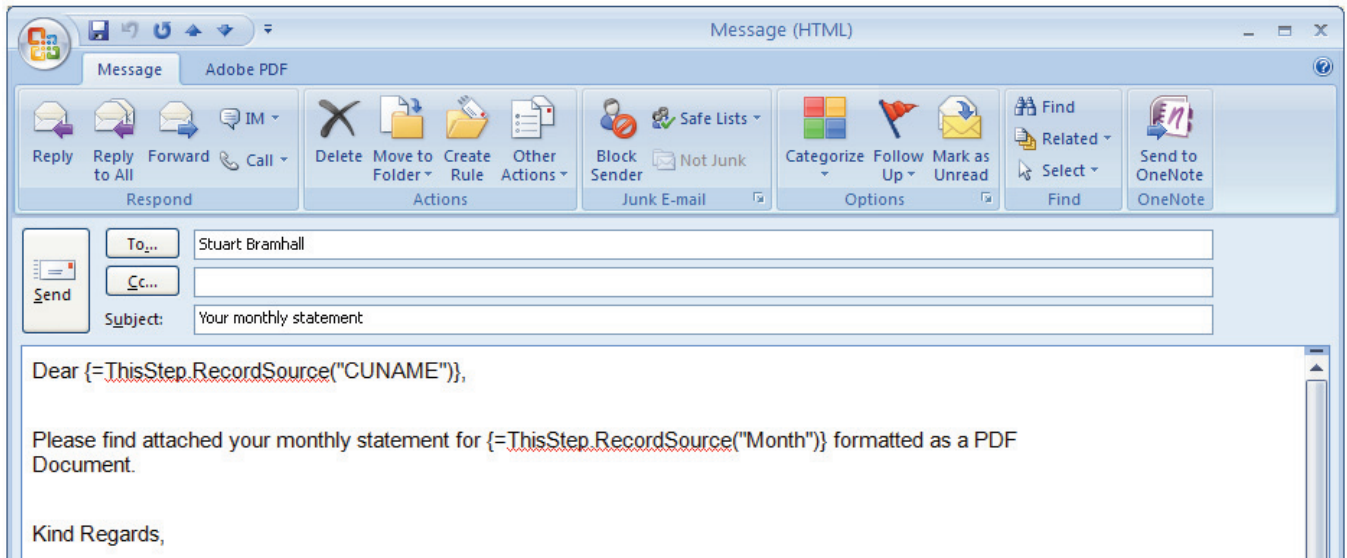 Message (HTML)
Message Adobe PDF
Reply
Reply to All
Forward
IM
Call
Respond
Delete
Move to Folder
Create Rule
Other Actions
Actions
Block Sender
Safe Lists
Not Junk
Junk E-mail
Categorize
Follow Up
Mark as Unread
Options
Find
Related
Select
Find
Send to OneNote
OneNote
Send
To... Stuart Bramhall
Cc...
Subject: Your monthly statement
Dear {=ThisStep.RecordSource("CUNAME")},
Please find attached your monthly statement for {=ThisStep.RecordSource("Month")} formatted as a PDF
Document.
Kind Regards,